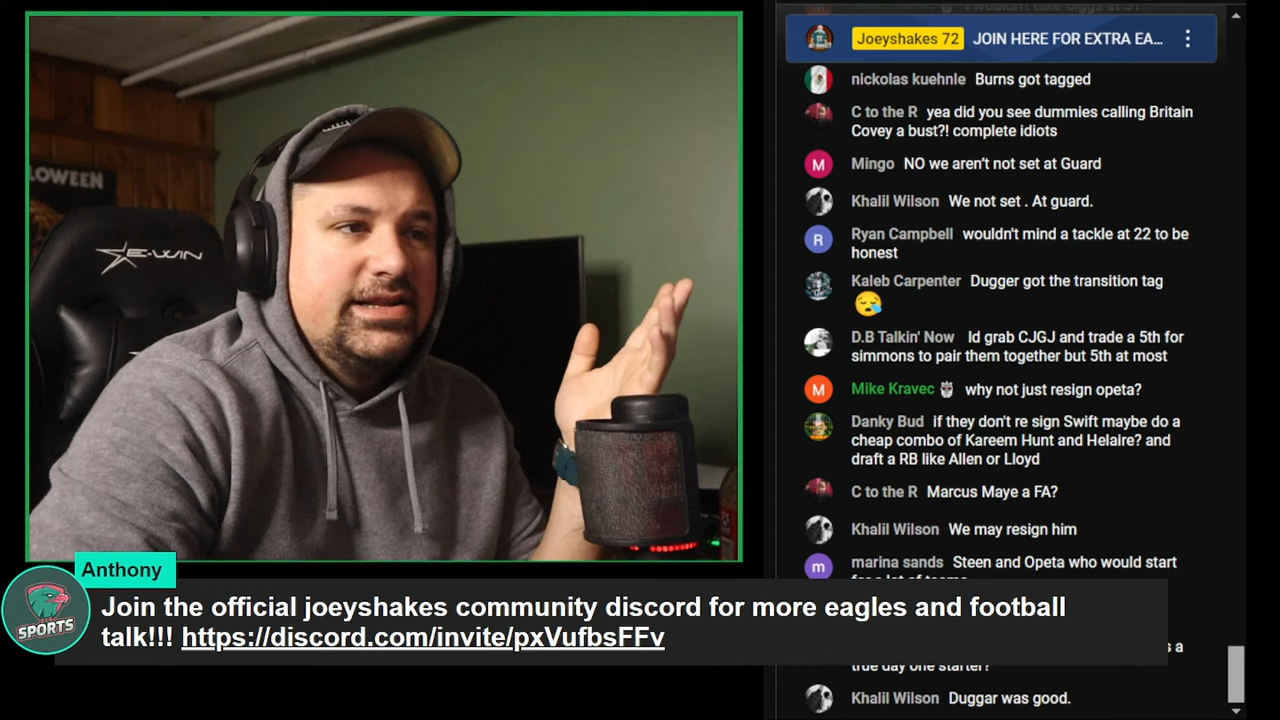 LOWEEN
E-WIN
Anthony
SPORTS
Join the official joeyshakes community discord for more eagles and football
talk!!! https://discord.com/invite/pxVufbsFFv
Joeyshakes 72 JOIN HERE FOR EXTRA EA...
nickolas kuehnle Burns got tagged
C to the R yea did you see dummies calling Britain
Covey a bust?! complete idiots
M
Mingo NO we aren't not set at Guard
Khalil Wilson We not set . At guard.
R
Ryan Campbell wouldn't mind a tackle at 22 to be
honest
Kaleb Carpenter Dugger got the transition tag
😪
D.B Talkin' Now Id grab CJGJ and trade a 5th for
simmons to pair them together but 5th at most
M
Mike Kravec why not just resign opeta?
Danky Bud if they don't re sign Swift maybe do a
cheap combo of Kareem Hunt and Helaire? and
draft a RB like Allen or Lloyd
C to the R Marcus Maye a FA?
Khalil Wilson We may resign him
m
marina sands Steen and Opeta who would start
true day one starter?
Khalil Wilson Duggar was good.